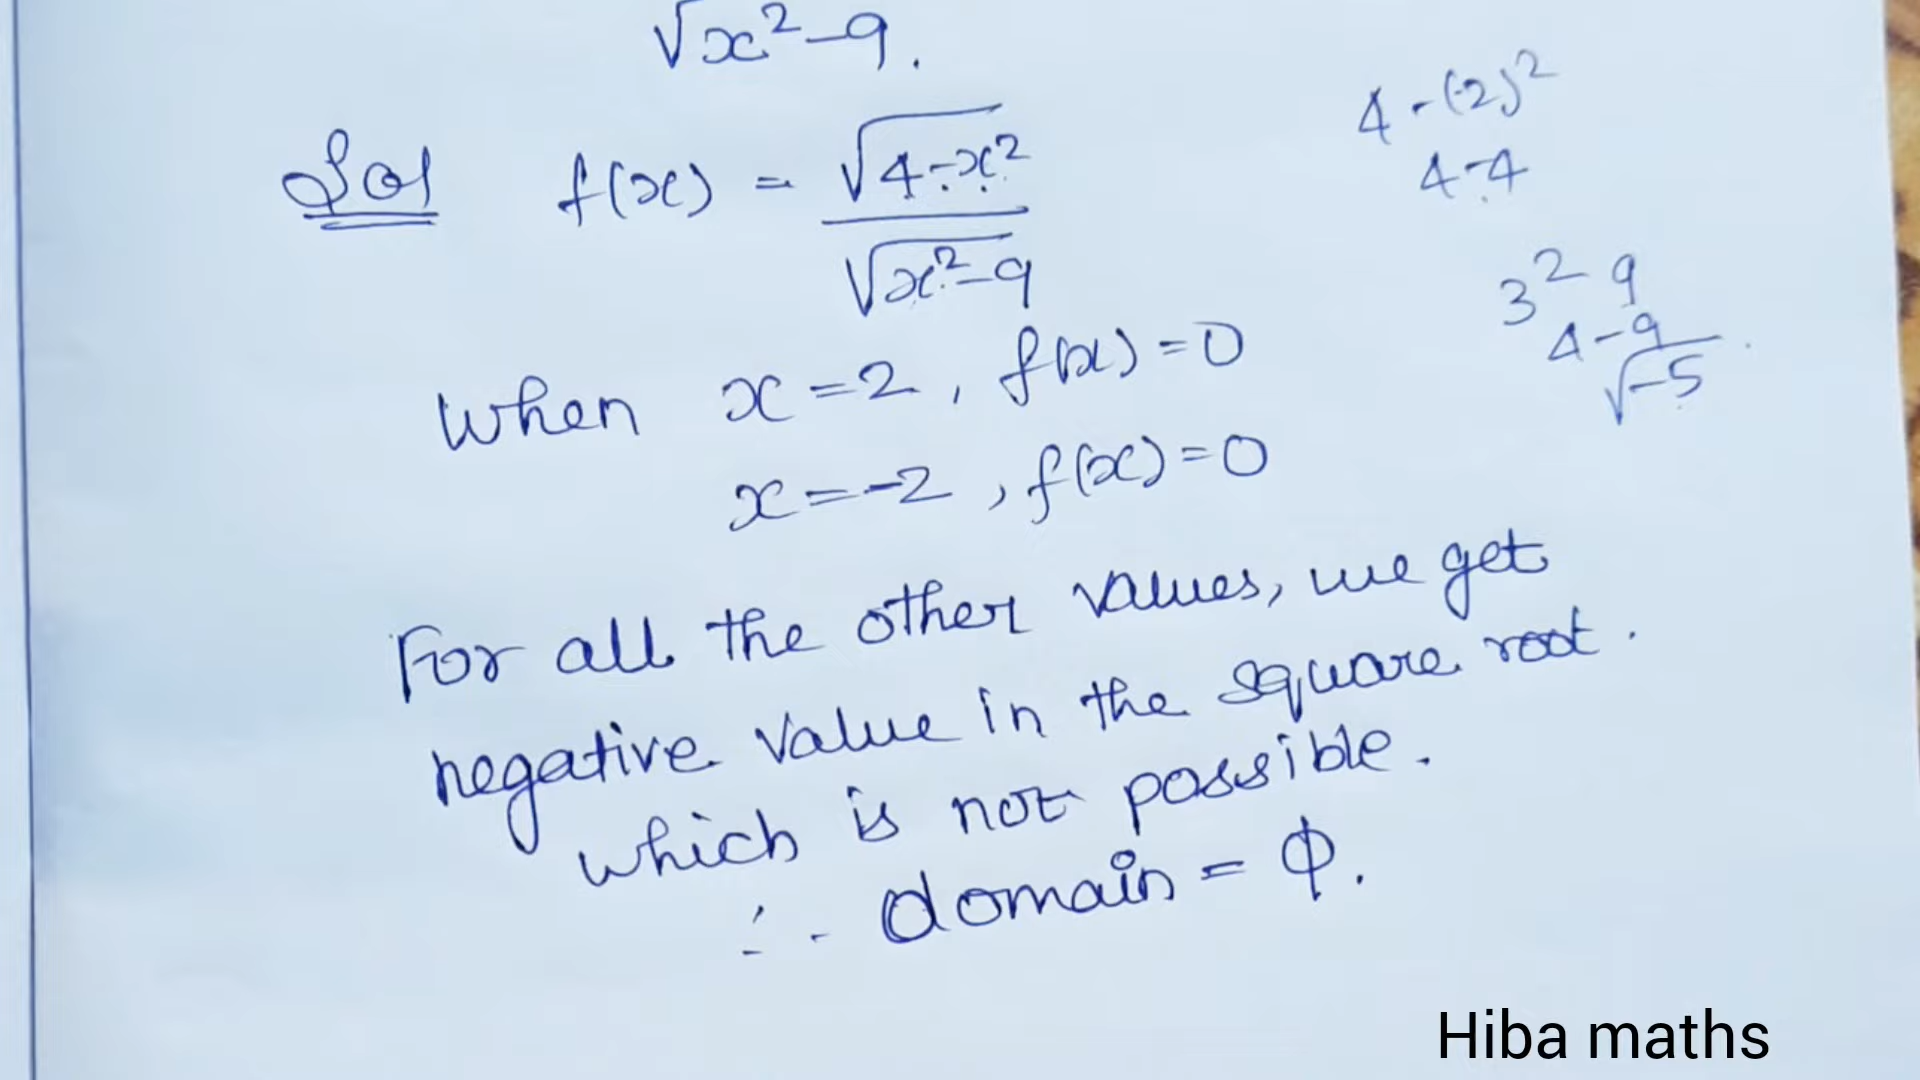 √x²-9.
Sol f(x) = √4-x² / √x²-9
4-(-2)²
4-4
3² 9
4-9
√-5
When x=2, f(x)=0
x=-2, f(x)=0
For all the other values, we get
negative value in the square root.
which is not possible.
∴ domain = ϕ.
Hiba maths